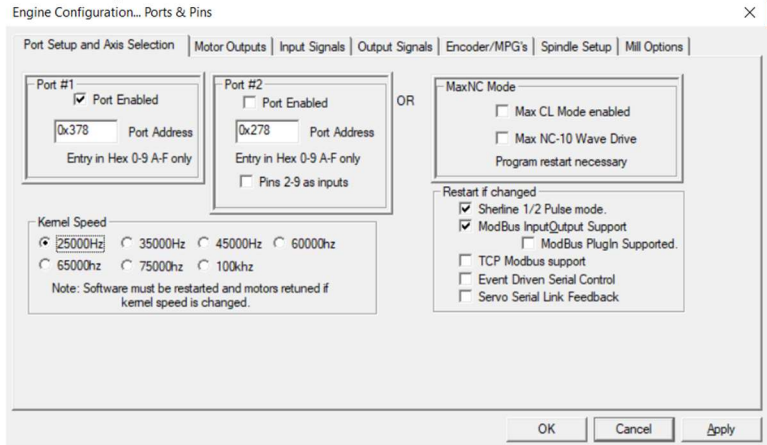 Engine Configuration... Ports & Pins
Port Setup and Axis Selection
Motor Outputs
Input Signals
Output Signals
Encoder/MPG's
Spindle Setup
Mill Options
Port #1
Port Enabled
0x378 Port Address
Entry in Hex 0-9 A-F only
Port #2
Port Enabled
0x278 Port Address
Entry in Hex 0-9 A-F only
Pins 2-9 as inputs
OR
MaxNC Mode
Max CL Mode enabled
Max NC-10 Wave Drive
Program restart necessary
Kernel Speed
25000Hz 35000Hz 45000Hz 60000hz
65000hz 75000hz 100khz
Note: Software must be restarted and motors retuned if
kernel speed is changed.
Restart if changed
Sherline 1/2 Pulse mode.
ModBus InputOutput Support
ModBus PlugIn Supported.
TCP Modbus support
Event Driven Serial Control
Servo Serial Link Feedback
OK Cancel Apply